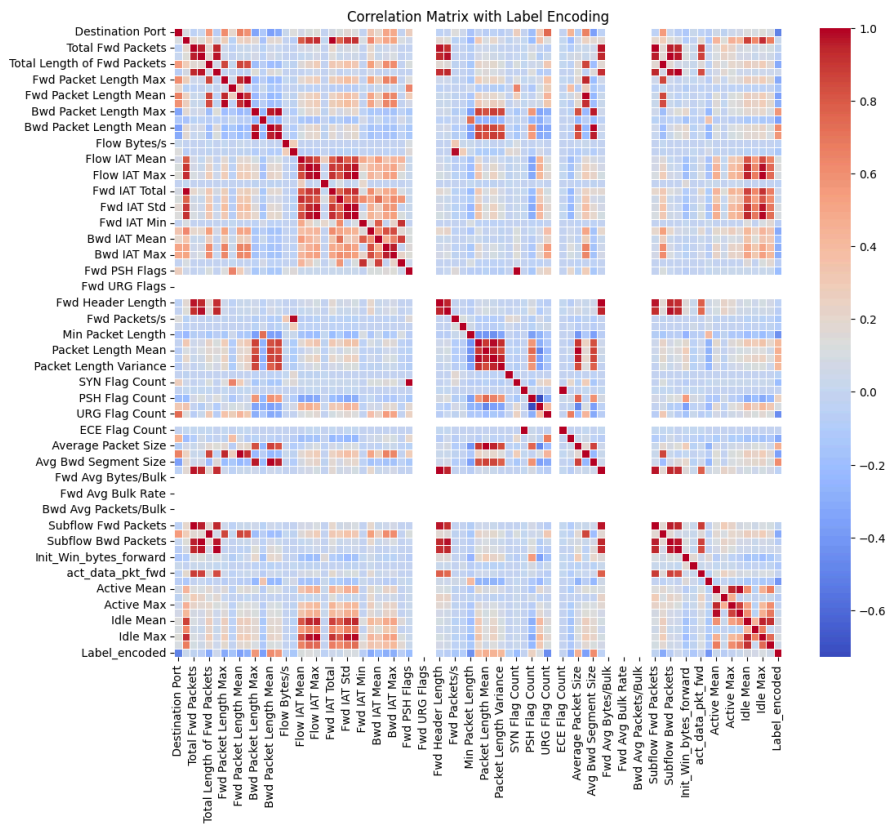 Correlation Matrix with Label Encoding
Destination Port
Total Fwd Packets
Total Length of Fwd Packets
Fwd Packet Length Max
Fwd Packet Length Mean
Bwd Packet Length Max
Bwd Packet Length Mean
Flow Bytes/s
Flow IAT Mean
Flow IAT Max
Fwd IAT Total
Fwd IAT Std
Fwd IAT Min
Bwd IAT Mean
Bwd IAT Max
Fwd PSH Flags
Fwd URG Flags
Fwd Header Length
Fwd Packets/s
Min Packet Length
Packet Length Mean
Packet Length Variance
SYN Flag Count
PSH Flag Count
URG Flag Count
ECE Flag Count
Average Packet Size
Avg Bwd Segment Size
Fwd Avg Bytes/Bulk
Fwd Avg Bulk Rate
Bwd Avg Packets/Bulk
Subflow Fwd Packets
Subflow Bwd Packets
Init_Win_bytes_forward
act_data_pkt_fwd
Active Mean
Active Max
Idle Mean
Idle Max
Label_encoded
Destination Port
Total Fwd Packets
Total Length of Fwd Packets
Fwd Packet Length Max
Fwd Packet Length Mean
Bwd Packet Length Max
Bwd Packet Length Mean
Flow Bytes/s
Flow IAT Mean
Flow IAT Max
Fwd IAT Total
Fwd IAT Std
Fwd IAT Min
Bwd IAT Mean
Bwd IAT Max
Fwd PSH Flags
Fwd URG Flags
Fwd Header Length
Fwd Packets/s
Min Packet Length
Packet Length Mean
Packet Length Variance
SYN Flag Count
PSH Flag Count
URG Flag Count
ECE Flag Count
Average Packet Size
Avg Bwd Segment Size
Fwd Avg Bytes/Bulk
Fwd Avg Bulk Rate
Bwd Avg Packets/Bulk
Subflow Fwd Packets
Subflow Bwd Packets
Init_Win_bytes_forward
act_data_pkt_fwd
Active Mean
Active Max
Idle Mean
Idle Max
Label_encoded
1.0
0.8
0.6
0.4
0.2
0.0
−0.2
−0.4
−0.6